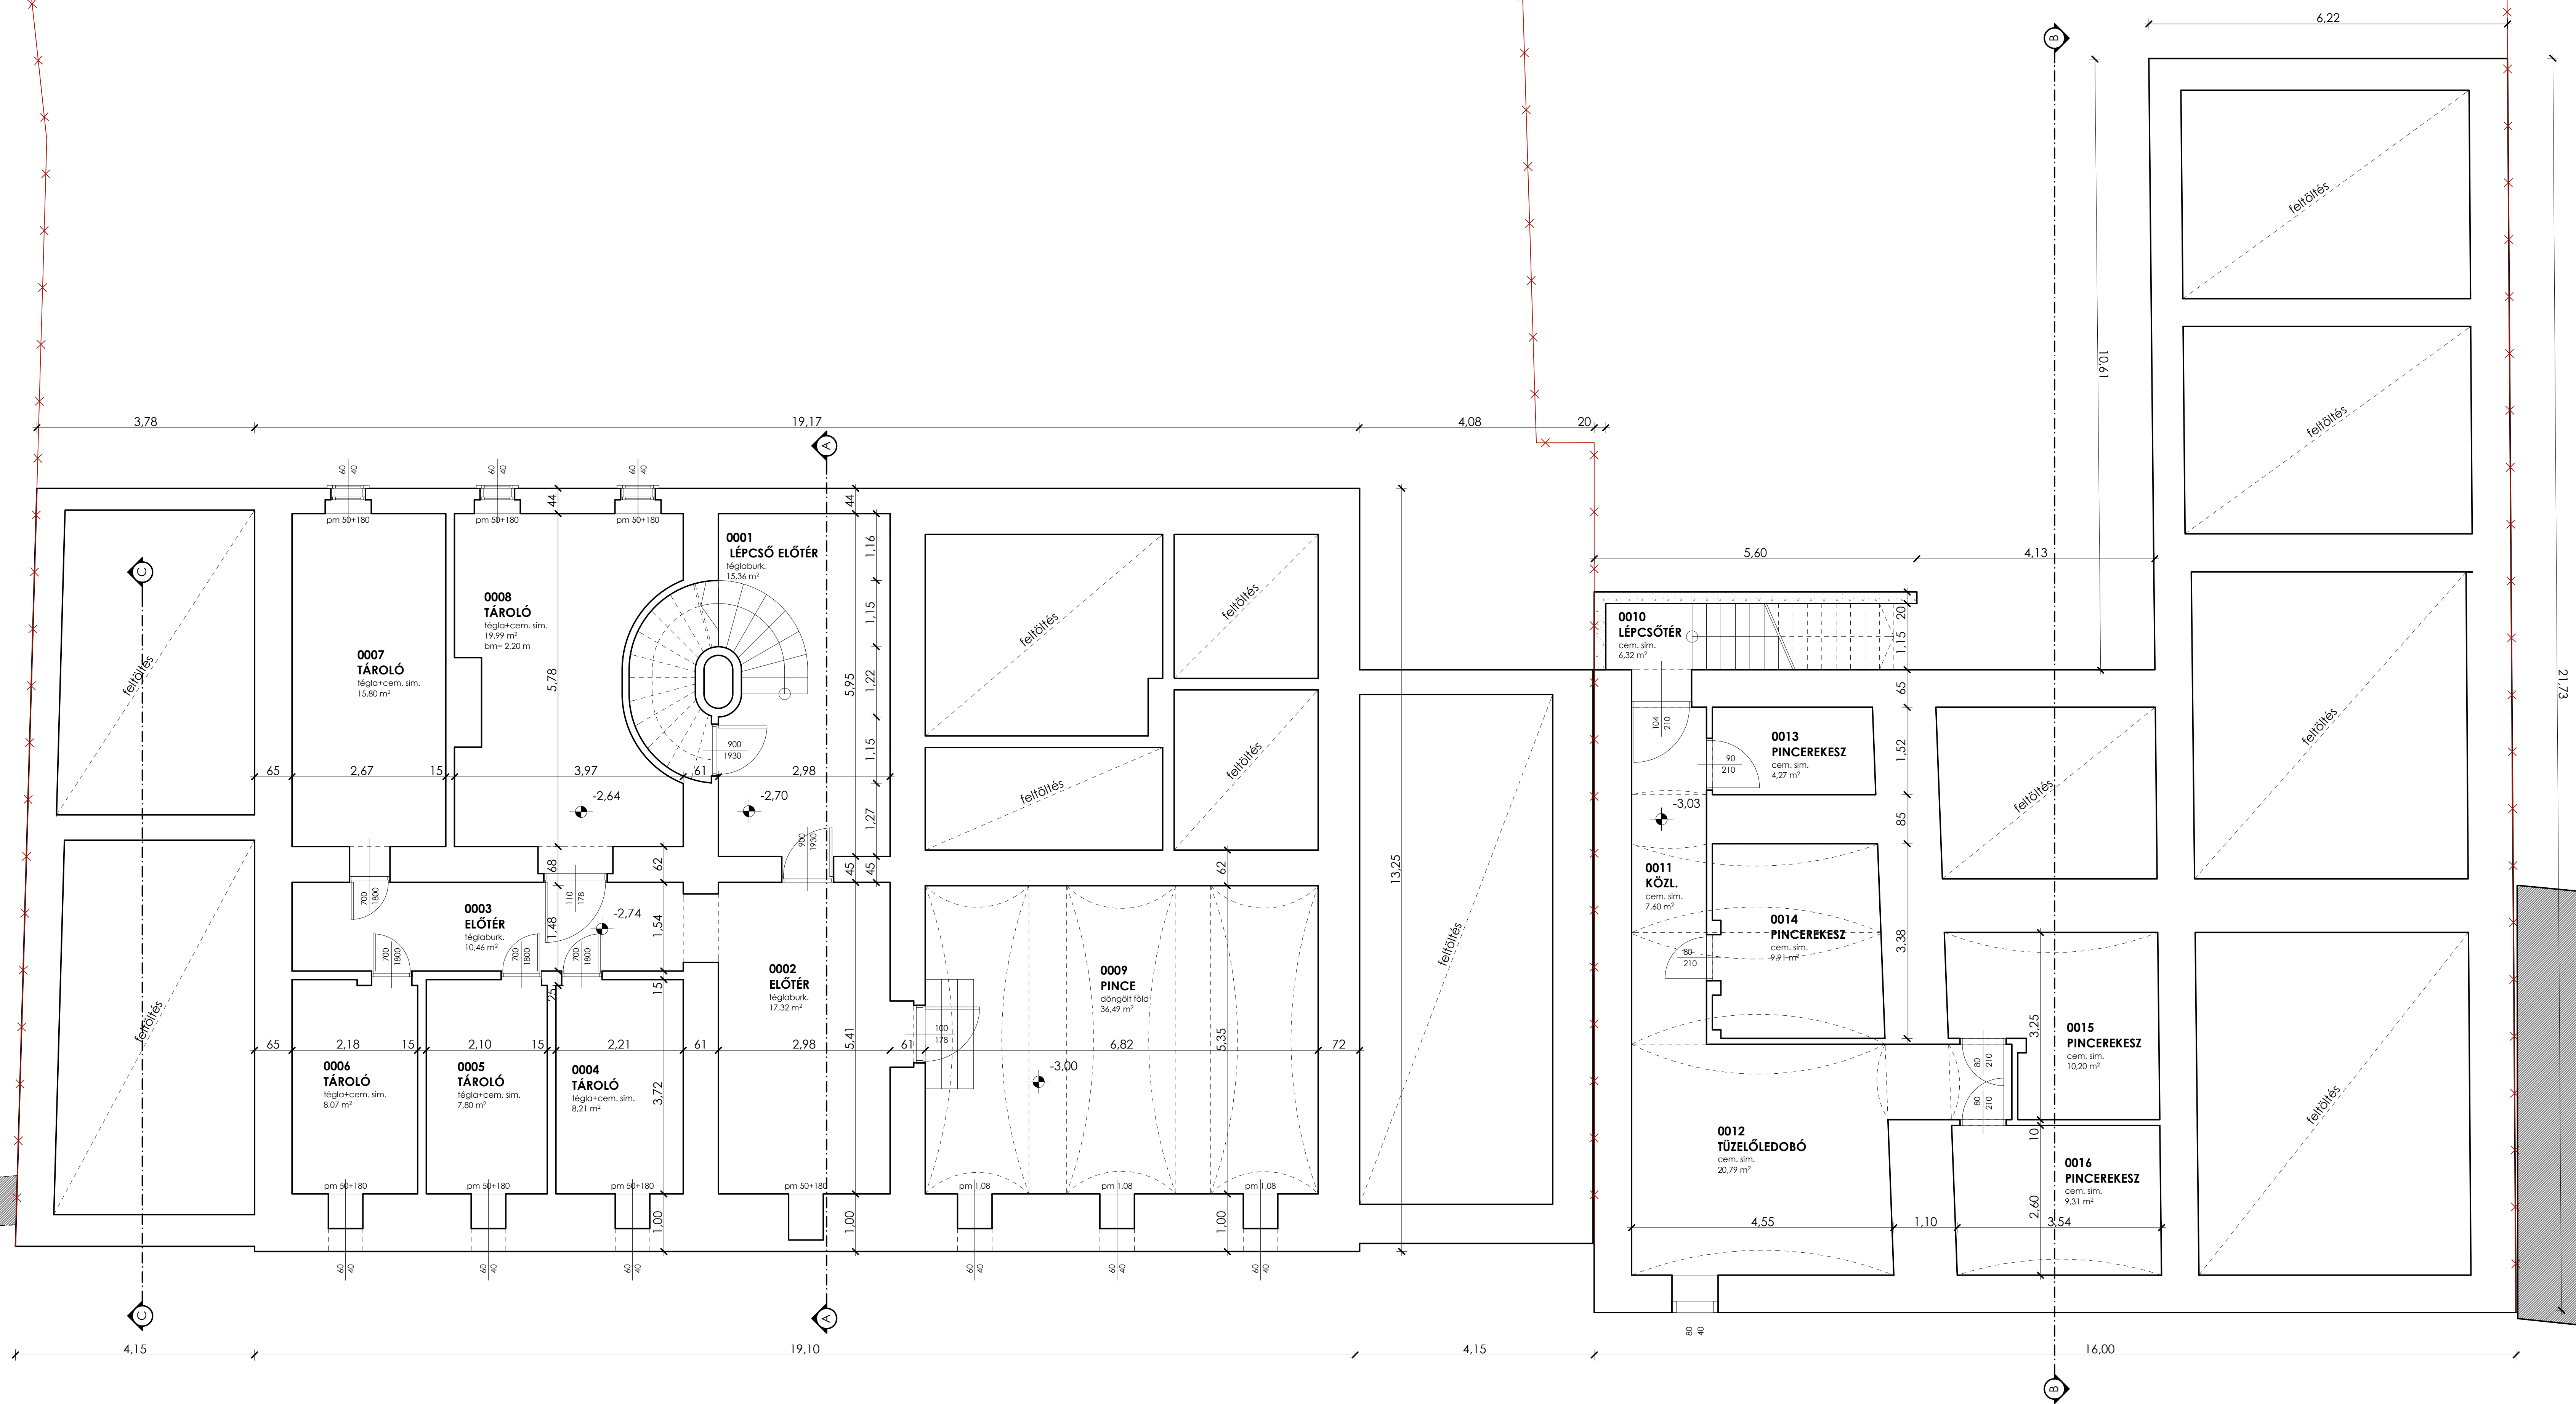 6,22
B
10,61
21,73
feltöltés
feltöltés
3,78
19,17
4,08
20
A
60
40
60
40
60
40
44
44
pm 50+180
pm 50+180
pm 50+180
0001
LÉPCSŐ ELŐTÉR
téglaburk.
15,36 m²
1,16
5,60
4,13
C
0008
TÁROLÓ
tégla+cem. sim.
19,99 m²
bm= 2,20 m
1,15
feltöltés
feltöltés
0010
LÉPCSŐTÉR
cem. sim.
6,32 m²
20
1,15
0007
TÁROLÓ
tégla+cem. sim.
15,80 m²
feltöltés
5,78
5,95
1,22
65
104
210
0013
PINCEREKESZ
cem. sim.
4,27 m²
1,52
feltöltés
900
1930
1,15
65
2,67
15
3,97
61
2,98
feltöltés
feltöltés
90
210
feltöltés
-2,64
-2,70
1,27
-3,03
85
900
1930
68
62
45
45
62
13,25
0011
KÖZL.
cem. sim.
7,60 m²
700
1800
110
178
0003
ELŐTÉR
téglaburk.
10,46 m²
1,48
-2,74
1,54
0014
PINCEREKESZ
cem. sim.
9,91 m²
3,38
feltöltés
700
1800
700
1800
700
1800
80
210
25
15
0002
ELŐTÉR
téglaburk.
17,32 m²
0009
PINCE
döngölt föld
36,49 m²
feltöltés
100
178
65
2,18
15
2,10
15
2,21
61
2,98
5,41
61
6,82
5,35
72
3,25
0015
PINCEREKESZ
cem. sim.
10,20 m²
80
210
0006
TÁROLÓ
tégla+cem. sim.
8,07 m²
0005
TÁROLÓ
tégla+cem. sim.
7,80 m²
0004
TÁROLÓ
tégla+cem. sim.
8,21 m²
3,72
-3,00
80
210
feltöltés
0012
TÜZELŐLEDOBÓ
cem. sim.
20,79 m²
10
0016
PINCEREKESZ
cem. sim.
9,31 m²
2,60
pm 50+180
pm 50+180
pm 50+180
pm 50+180
pm 1,08
pm 1,08
pm 1,08
1,00
1,00
1,00
4,55
1,10
3,54
60
40
60
40
60
40
60
40
60
40
60
40
C
A
80
40
4,15
19,10
4,15
16,00
B